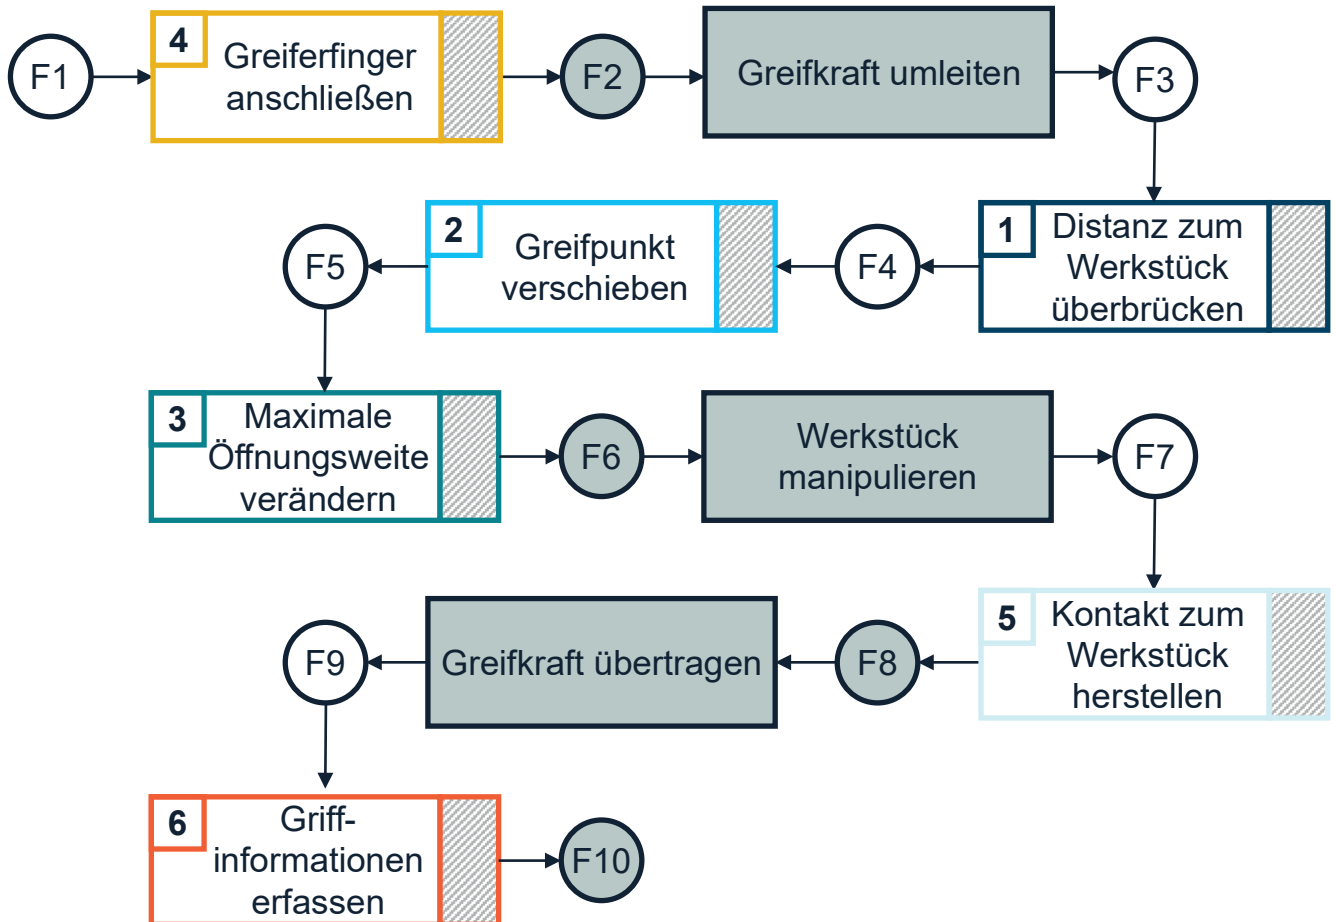 F1
4
Greiferfinger
anschließen
F2
Greifkraft umleiten
F3
1
Distanz zum
Werkstück
überbrücken
F4
2
Greifpunkt
verschieben
F5
3
Maximale
Öffnungsweite
verändern
F6
Werkstück
manipulieren
F7
5
Kontakt zum
Werkstück
herstellen
F8
Greifkraft übertragen
F9
6
Griff-
informationen
erfassen
F10